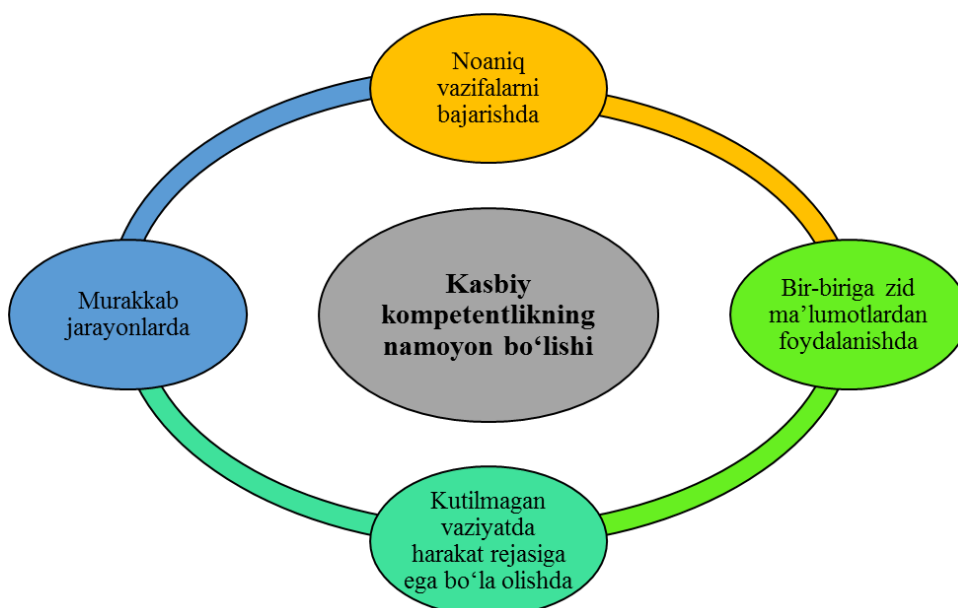 Noaniq
vazifalarni
bajarishda
Murakkab
jarayonlarda
Kasbiy
kompetentlikning
namoyon bo‘lishi
Bir-biriga zid
ma’lumotlardan
foydalanishda
Kutilmagan
vaziyatda
harakat rejasiga
ega bo‘la olishda